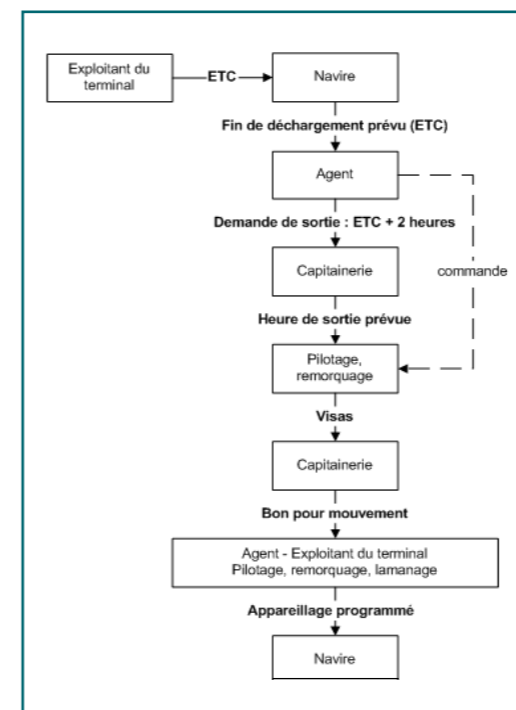 Exploitant du
terminal
ETC
Navire
Fin de déchargement prévu (ETC)
Agent
Demande de sortie : ETC + 2 heures
Capitainerie
commande
Heure de sortie prévue
Pilotage,
remorquage
Visas
Capitainerie
Bon pour mouvement
Agent - Exploitant du terminal
Pilotage, remorquage, lamanage
Appareillage programmé
Navire